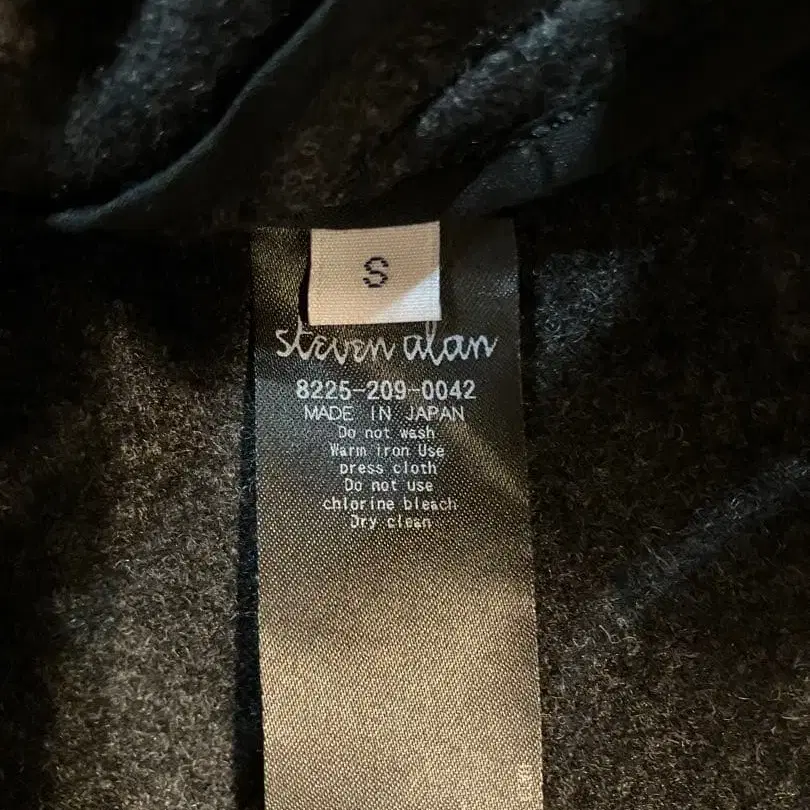 S
steven alan
8225-209-0042
MADE IN JAPAN
Do not wash
Warm iron Use
press cloth
Do not use
chlorine bleach
Dry clean